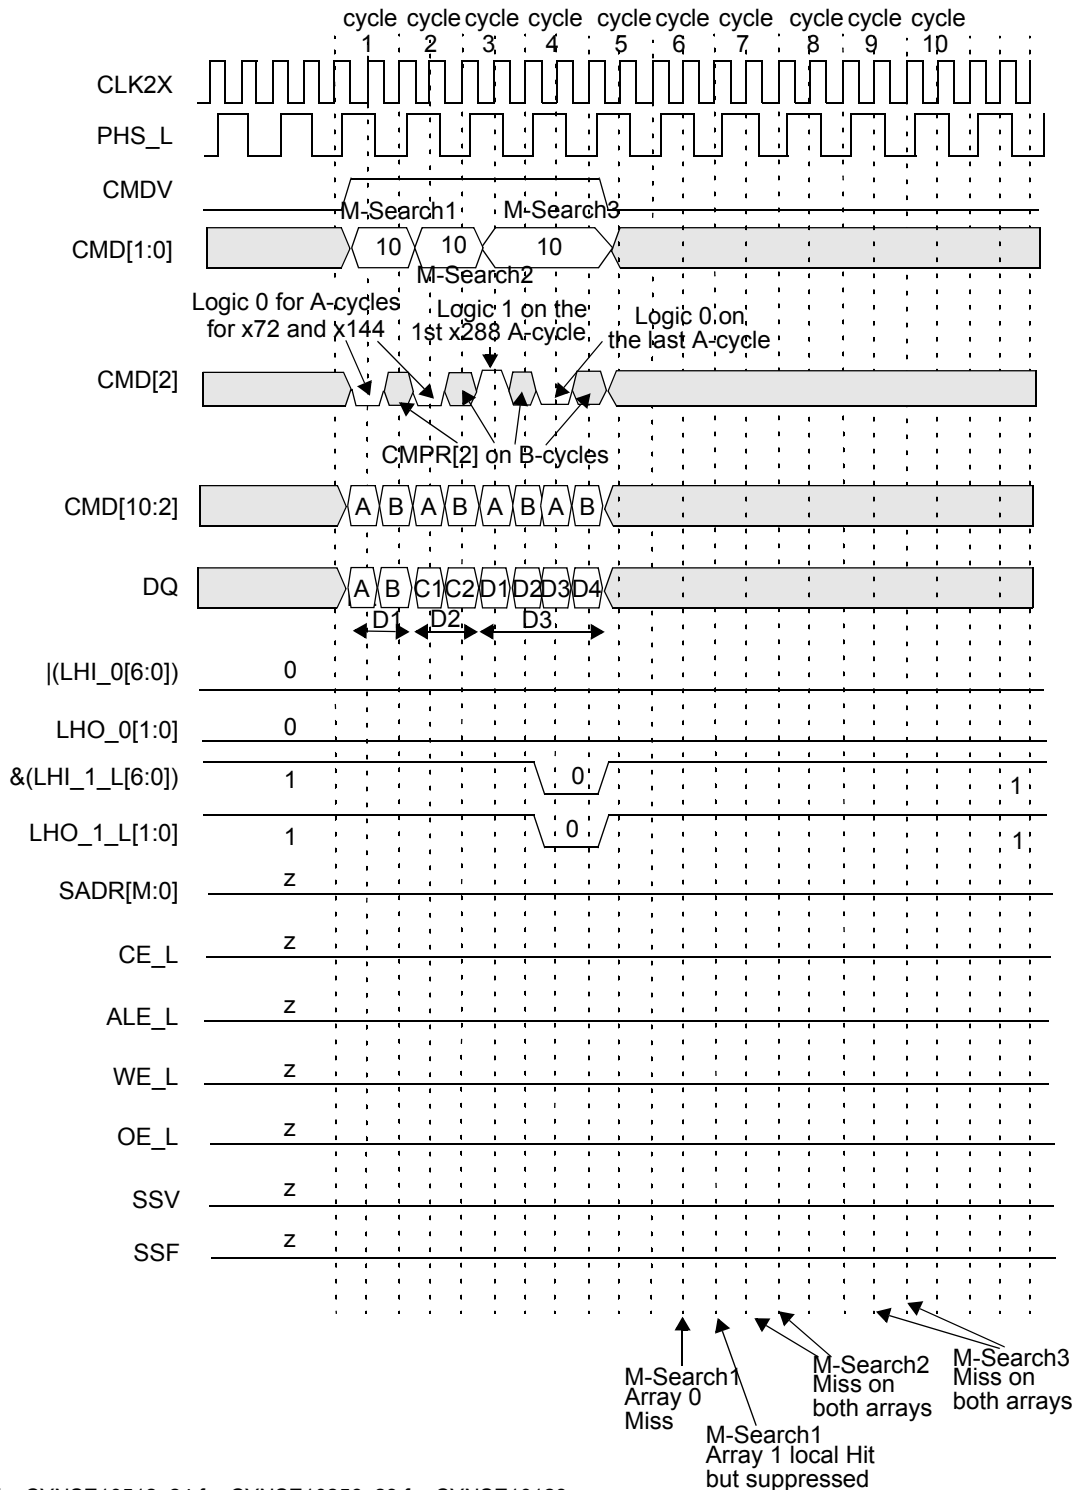 cycle cycle cycle cycle cycle cycle cycle cycle cycle cycle
1 2 3 4 5 6 7 8 9 10
CLK2X
PHS_L
CMDV
M-Search1 M-Search3
CMD[1:0] 10 10 10
M-Search2
Logic 0 for A-cycles
for x72 and x144
Logic 1 on the
1st x288 A-cycle
Logic 0 on
the last A-cycle
CMD[2]
CMPR[2] on B-cycles
CMD[10:2] A B A B A B A B
DQ A B C1 C2 D1 D2 D3 D4
D1 D2 D3
|(LHI_0[6:0]) 0
LHO_0[1:0] 0
&(LHI_1_L[6:0]) 1 0 1
LHO_1_L[1:0] 1 0 1
SADR[M:0] z
CE_L z
ALE_L z
WE_L z
OE_L z
SSV z
SSF z
M-Search1
Array 0
Miss
M-Search1
Array 1 local Hit
but suppressed
M-Search2
Miss on
both arrays
M-Search3
Miss on
both arrays